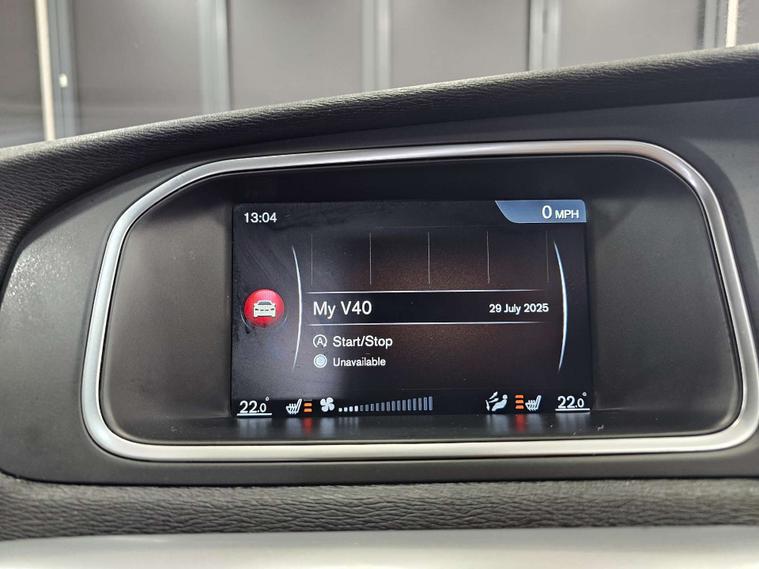 13:04
0 MPH
My V40
29 July 2025
A Start/Stop
Unavailable
22.0°
22.0°